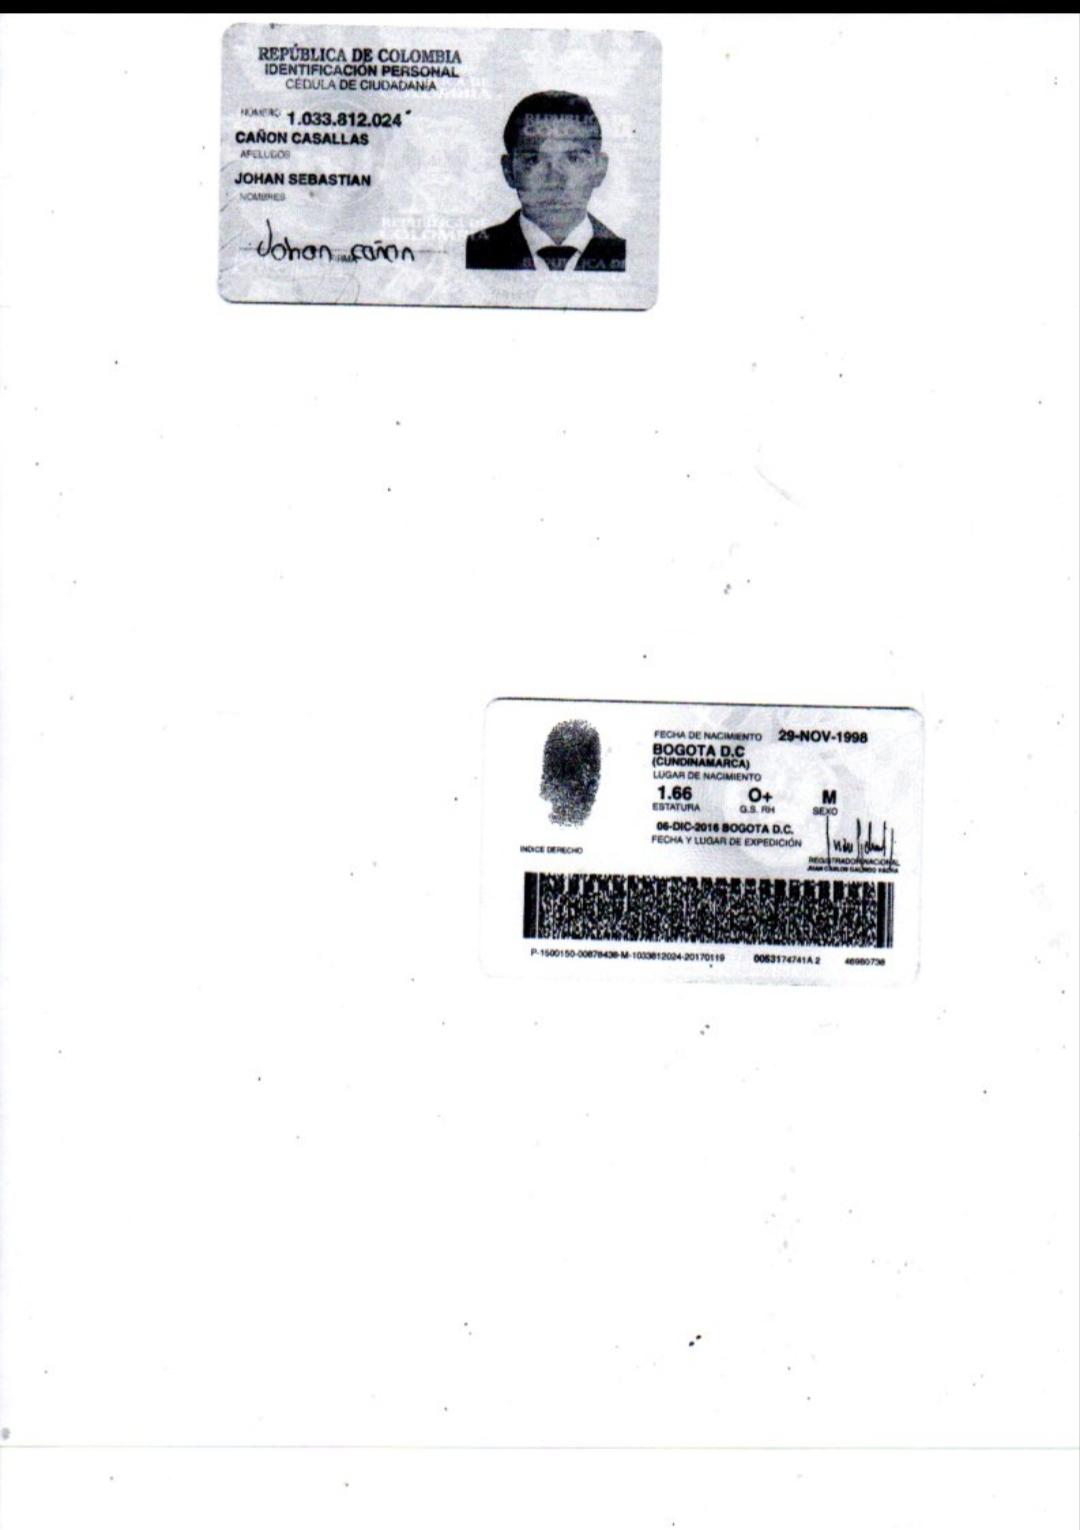 REPÚBLICA DE COLOMBIA
IDENTIFICACIÓN PERSONAL
CÉDULA DE CIUDADANÍA
NÚMERO 1.033.812.024
CAÑON CASALLAS
APELLIDOS
JOHAN SEBASTIAN
NOMBRES
Johan cañon
FIRMA
FECHA DE NACIMIENTO 29-NOV-1998
BOGOTA D.C
(CUNDINAMARCA)
LUGAR DE NACIMIENTO
1.66 O+ M
ESTATURA G.S. RH SEXO
06-DIC-2016 BOGOTA D.C.
FECHA Y LUGAR DE EXPEDICIÓN
INDICE DERECHO
REGISTRADOR NACIONAL
JUAN CARLOS GALINDO VACHA
P-1500150-00878438-M-1033812024-20170119 0053174741A 2 46980738